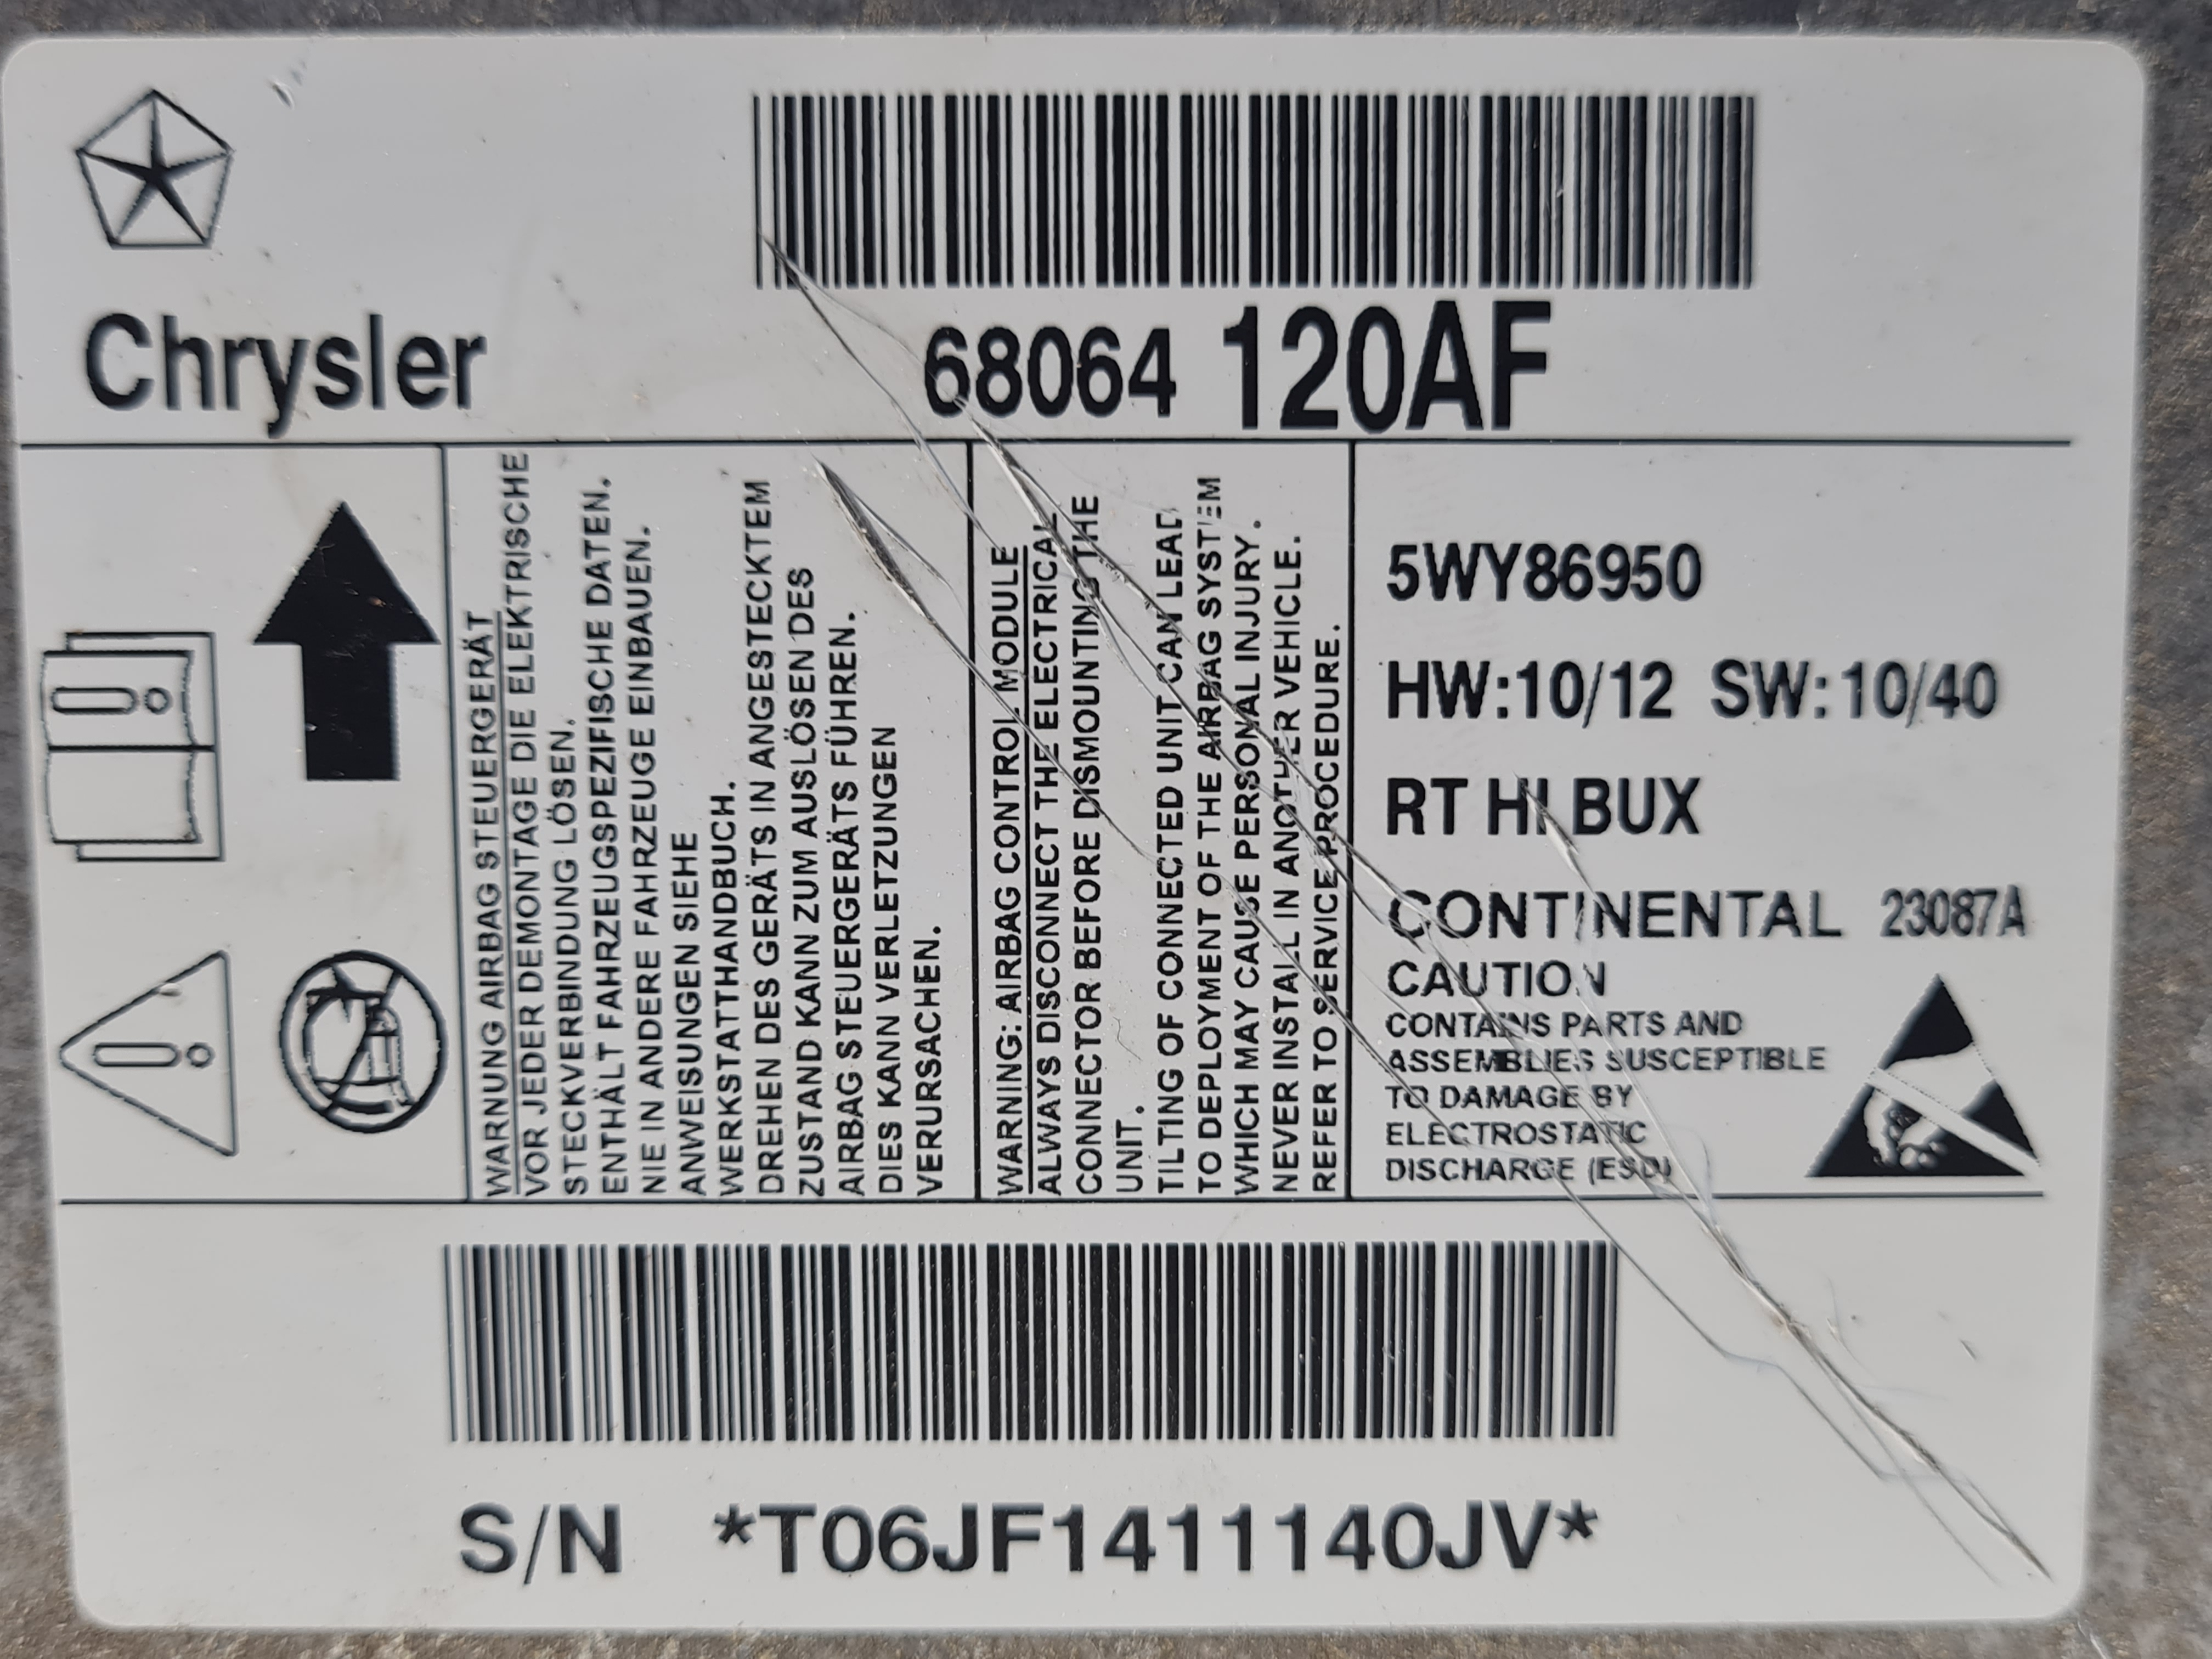 Chrysler
68064 120AF
WARNUNG AIRBAG STEUERGERÄT
VOR JEDER DEMONTAGE DIE ELEKTRISCHE
STECKVERBINDUNG LÖSEN.
ENTHÄLT FAHRZEUGSPEZIFISCHE DATEN.
NIE IN ANDERE FAHRZEUGE EINBAUEN.
ANWEISUNGEN SIEHE
WERKSTATTHANDBUCH.
DREHEN DES GERÄTS IN ANGESTECKTEM
ZUSTAND KANN ZUM AUSLÖSEN DES
AIRBAG STEUERGERÄTS FÜHREN.
DIES KANN VERLETZUNGEN
VERURSACHEN.
WARNING: AIRBAG CONTROL MODULE
ALWAYS DISCONNECT THE ELECTRICAL
CONNECTOR BEFORE DISMOUNTING THE
UNIT.
TILTING OF CONNECTED UNIT CAN LEAD
TO DEPLOYMENT OF THE AIRBAG SYSTEM
WHICH MAY CAUSE PERSONAL INJURY.
NEVER INSTALL IN ANOTHER VEHICLE.
REFER TO SERVICE PROCEDURE.
5WY86950
HW:10/12 SW:10/40
RT HI BUX
CONTINENTAL 23087A
CAUTION
CONTAINS PARTS AND
ASSEMBLIES SUSCEPTIBLE
TO DAMAGE BY
ELECTROSTATIC
DISCHARGE (ESD)
S/N *T06JF1411140JV*